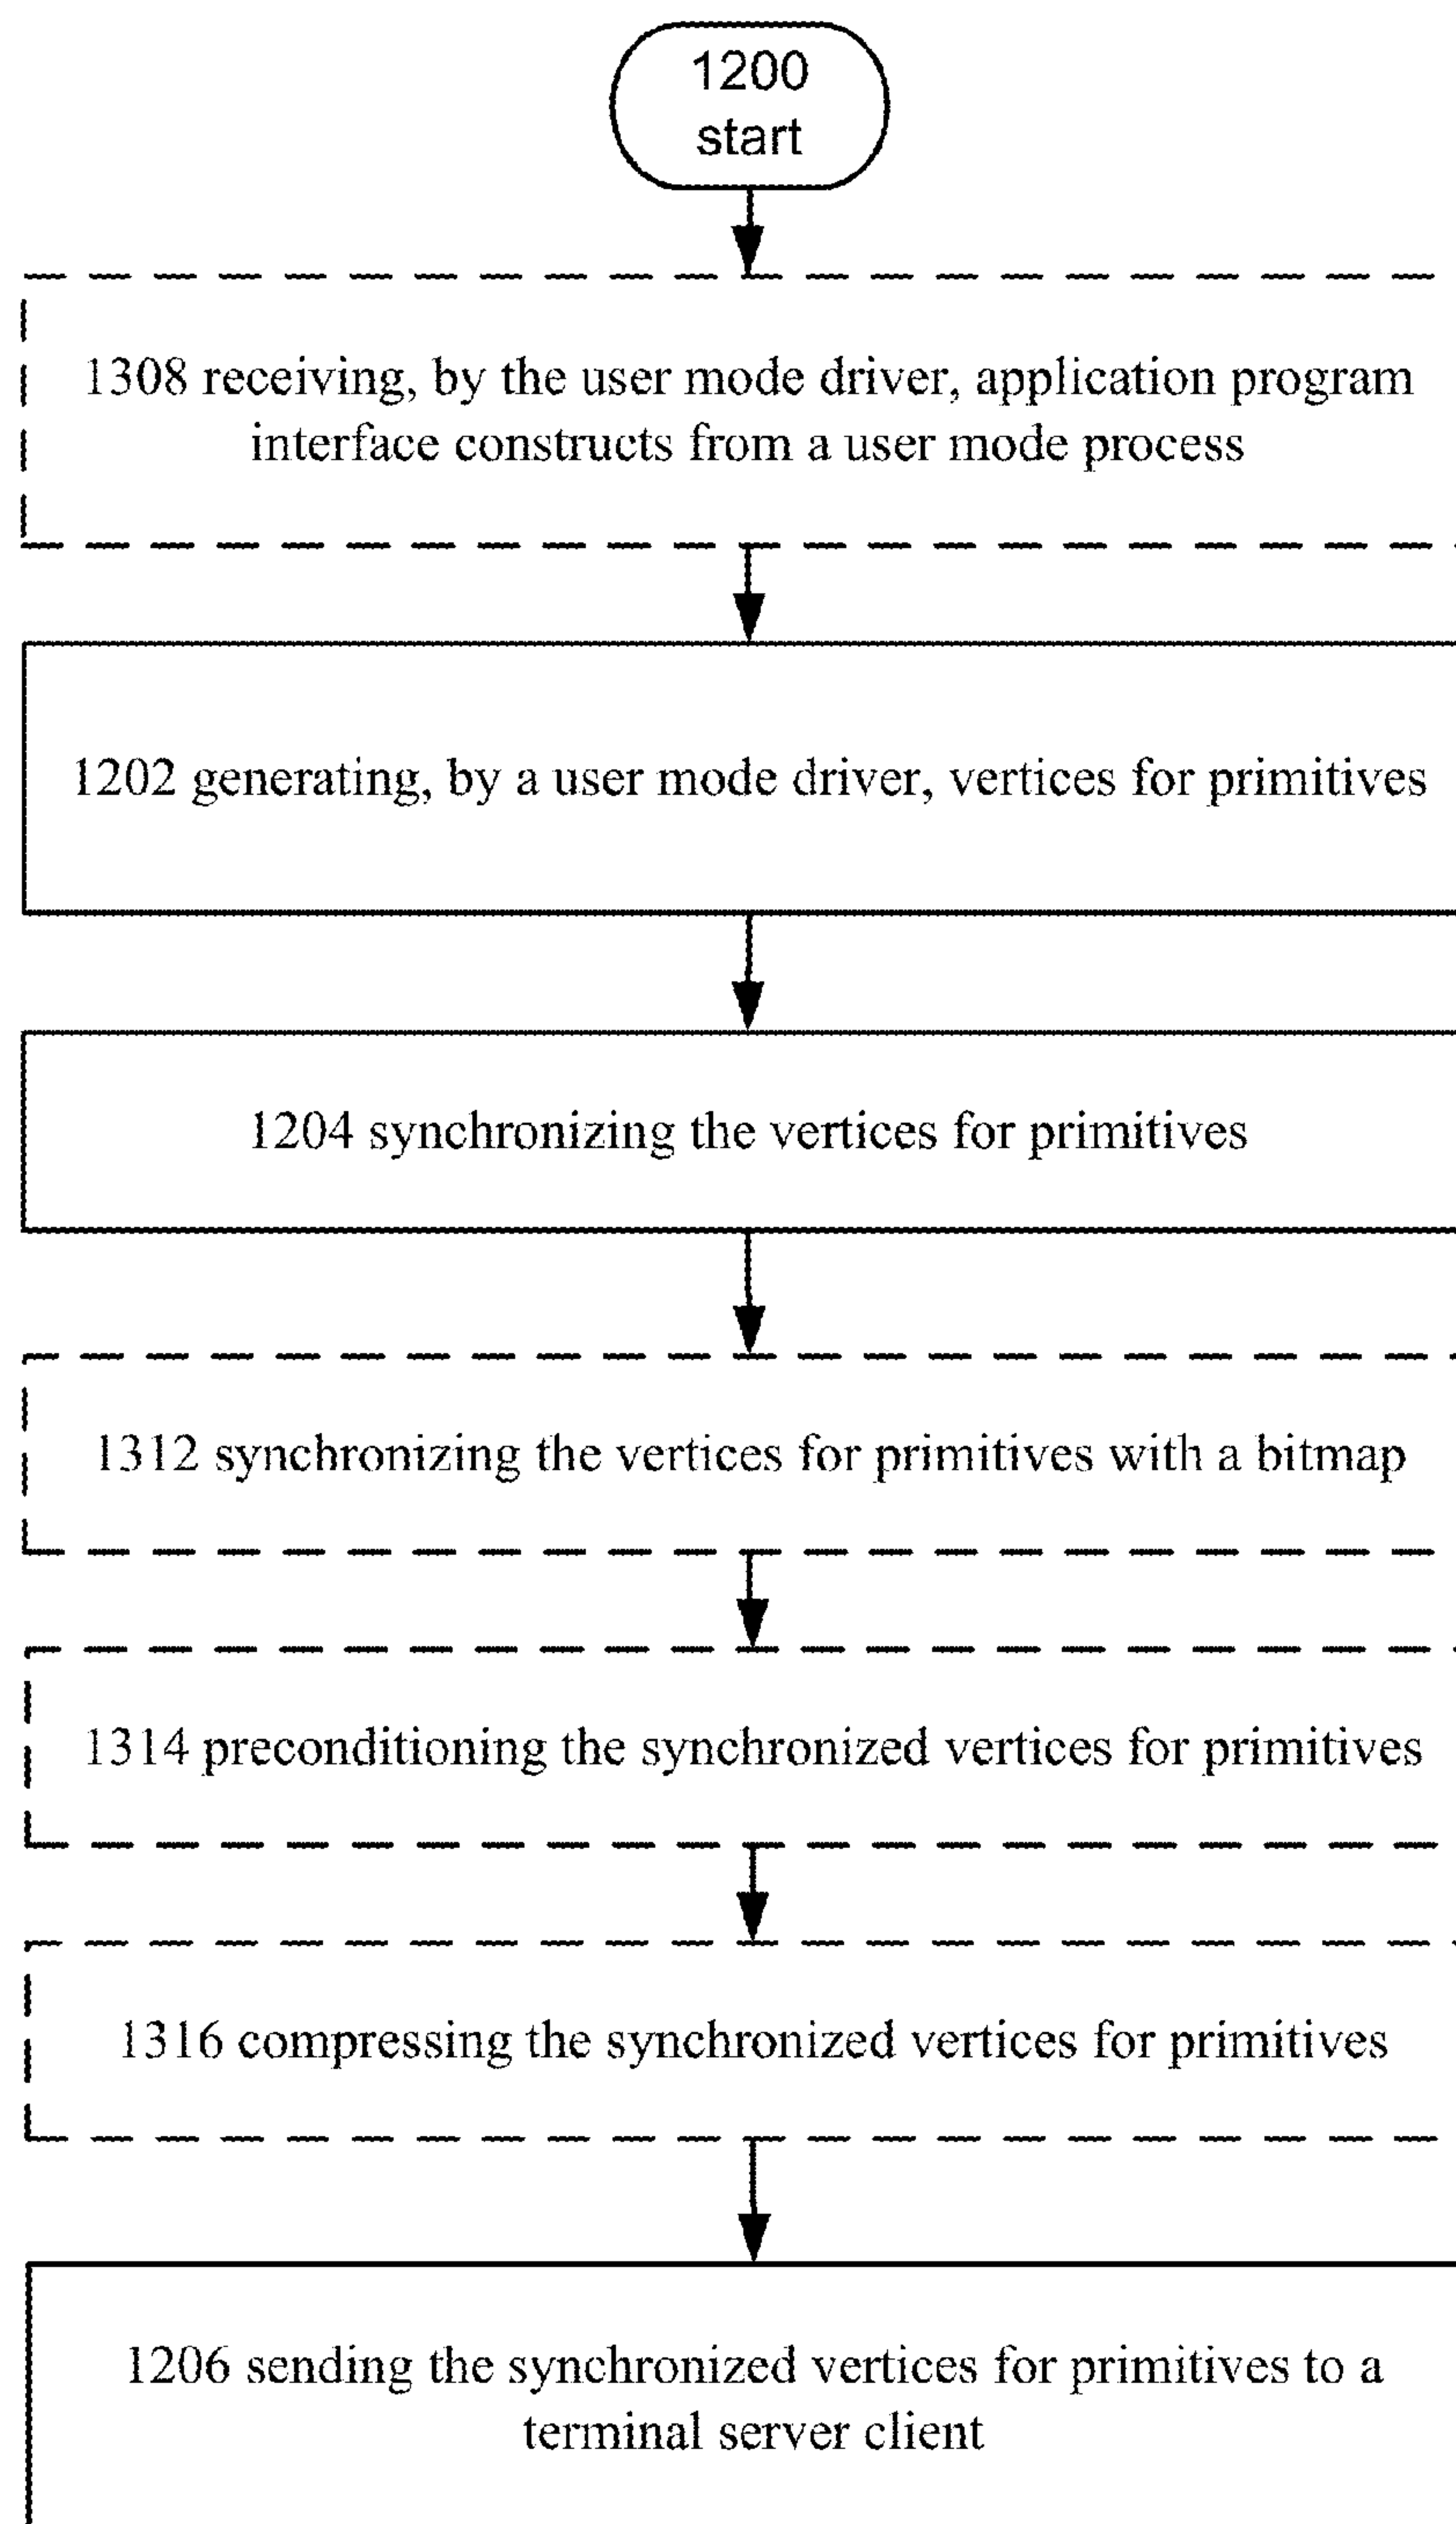 1200
start
1308 receiving, by the user mode driver, application program
interface constructs from a user mode process
1202 generating, by a user mode driver, vertices for primitives
1204 synchronizing the vertices for primitives
1312 synchronizing the vertices for primitives with a bitmap
1314 preconditioning the synchronized vertices for primitives
1316 compressing the synchronized vertices for primitives
1206 sending the synchronized vertices for primitives to a
terminal server client